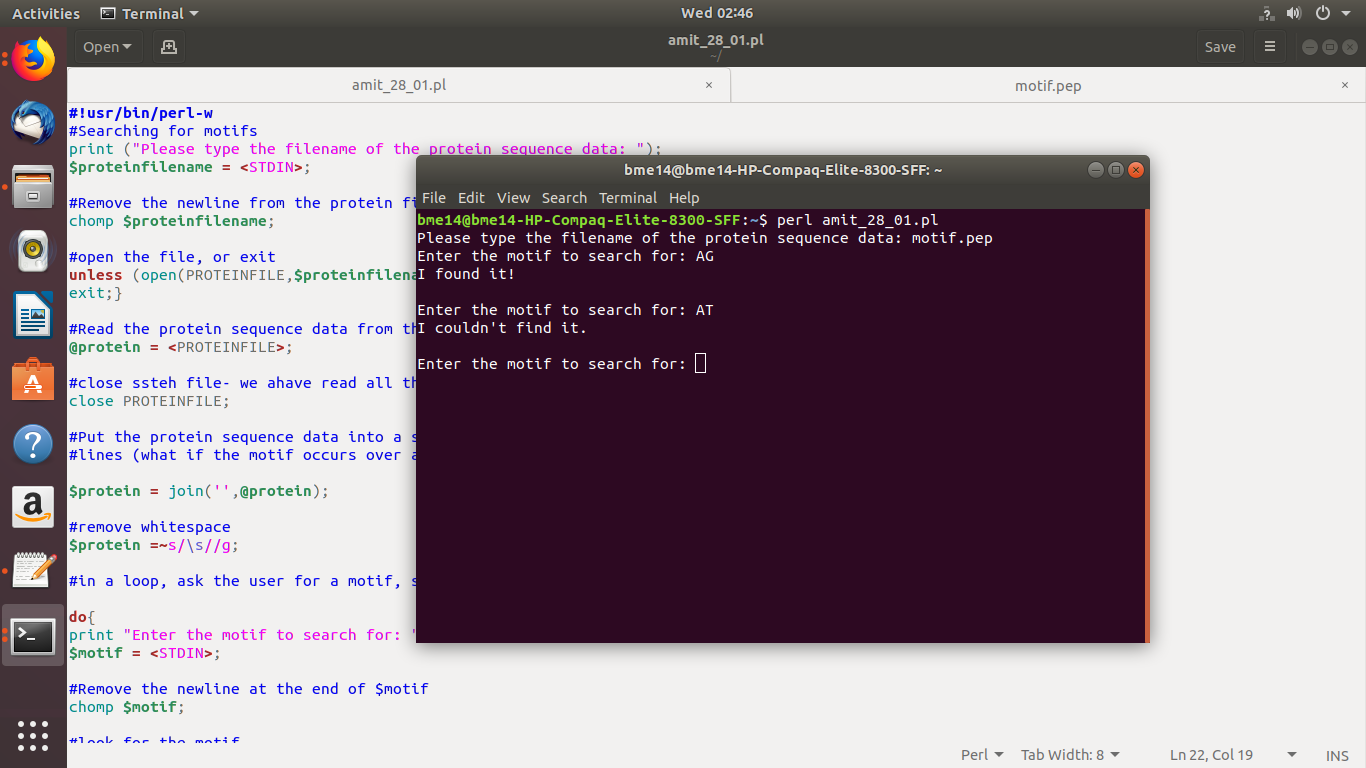 Activities Terminal Wed 02:46
Open amit_28_01.pl Save
~/
amit_28_01.pl × motif.pep ×
#!usr/bin/perl-w
#Searching for motifs
print ("Please type the filename of the protein sequence data: ");
$proteinfilename = <STDIN>;
#Remove the newline from the protein fi
chomp $proteinfilename;
#open the file, or exit
unless (open(PROTEINFILE,$proteinfilena
exit;}
#Read the protein sequence data from th
@protein = <PROTEINFILE>;
#close ssteh file- we ahave read all th
close PROTEINFILE;
#Put the protein sequence data into a s
#lines (what if the motif occurs over a
$protein = join('',@protein);
#remove whitespace
$protein =~s/\s//g;
#in a loop, ask the user for a motif, s
do{
print "Enter the motif to search for: "
$motif = <STDIN>;
#Remove the newline at the end of $motif
chomp $motif;
#look for the motif
bme14@bme14-HP-Compaq-Elite-8300-SFF: ~
File Edit View Search Terminal Help
bme14@bme14-HP-Compaq-Elite-8300-SFF:~$ perl amit_28_01.pl
Please type the filename of the protein sequence data: motif.pep
Enter the motif to search for: AG
I found it!
Enter the motif to search for: AT
I couldn't find it.
Enter the motif to search for:
Perl Tab Width: 8 Ln 22, Col 19 INS